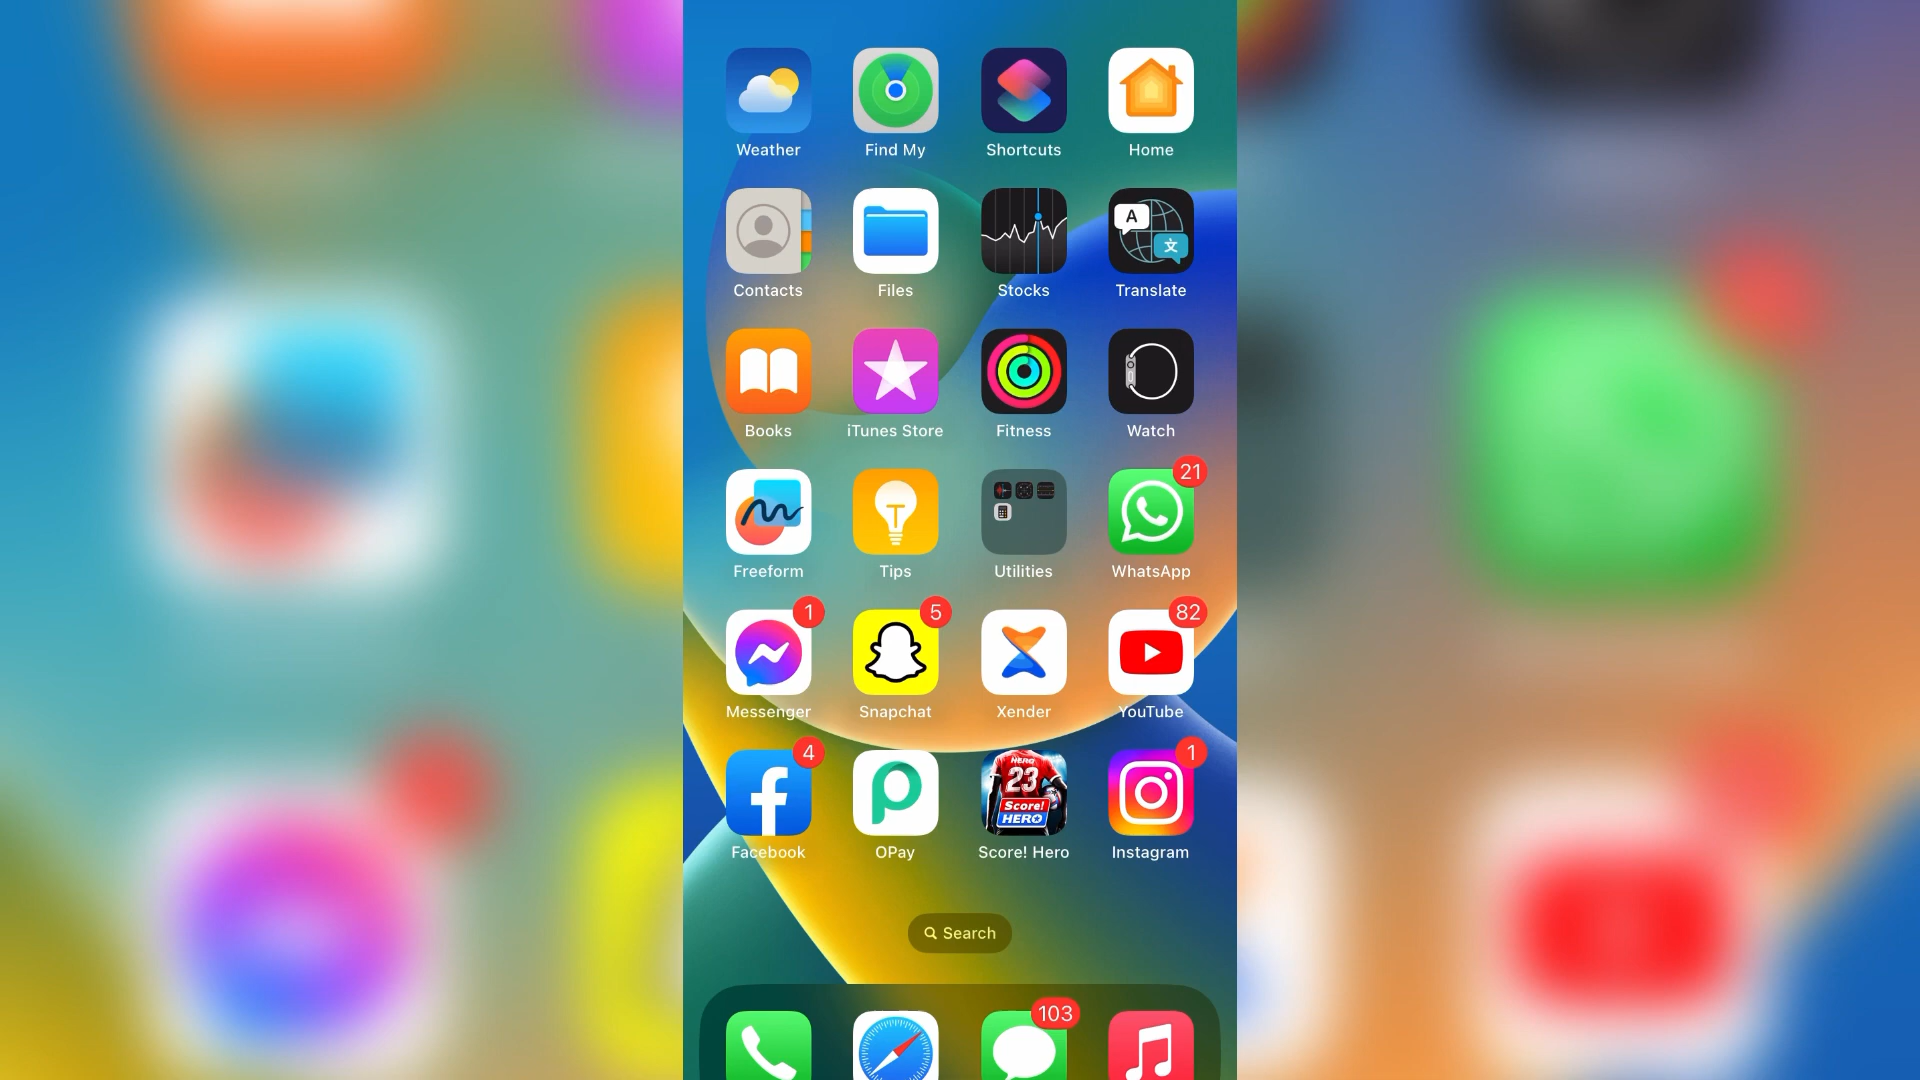 Weather Find My Shortcuts Home
A 文
Contacts Files Stocks Translate
Books iTunes Store Fitness Watch
21
T
Freeform Tips Utilities WhatsApp
1 5 82
Messenger Snapchat Xender YouTube
4 1
HERO
23
Score!
HERO
Facebook OPay Score! Hero Instagram
Search
103